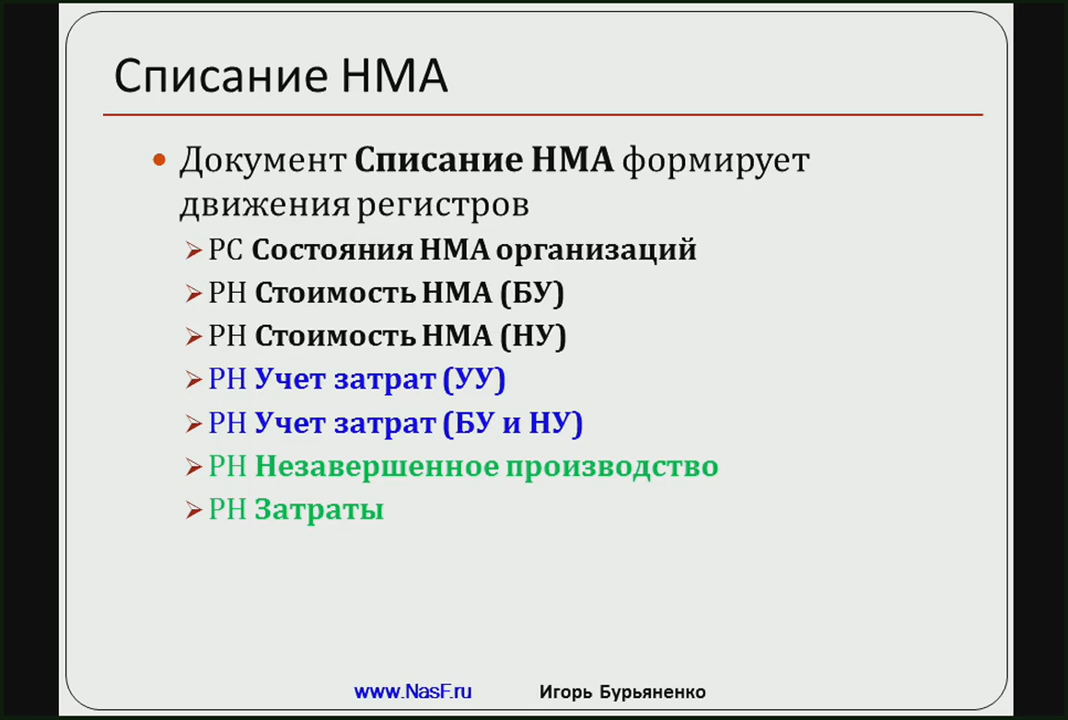 Списание НМА
Документ Списание НМА формирует
движения регистров
РС Состояния НМА организаций
РН Стоимость НМА (БУ)
РН Стоимость НМА (НУ)
РН Учет затрат (УУ)
РН Учет затрат (БУ и НУ)
РН Незавершенное производство
РН Затраты
www.NasF.ru Игорь Бурьяненко